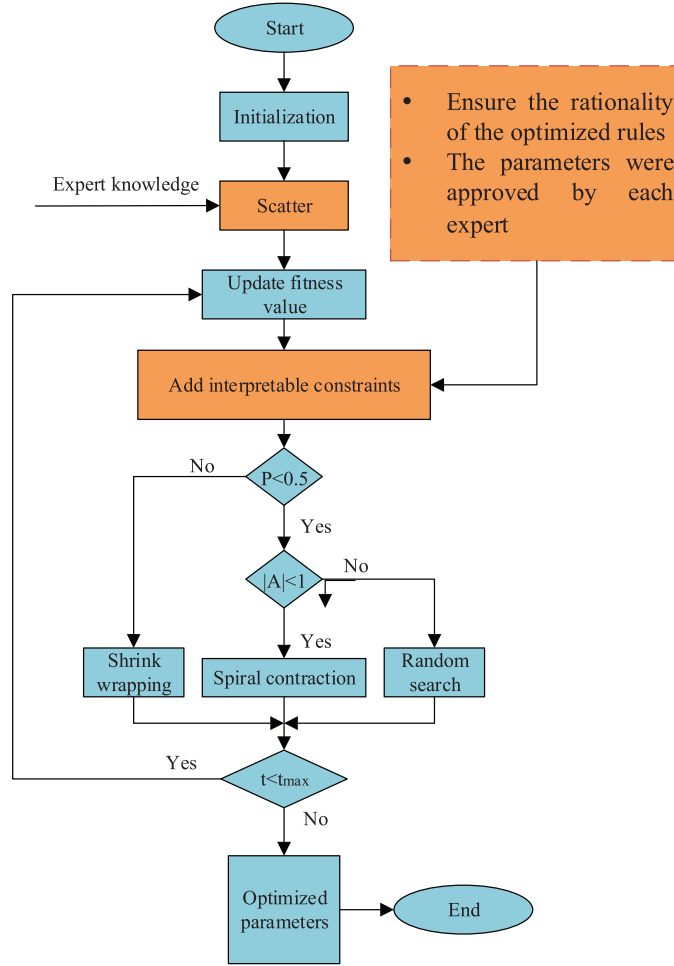 Start
Initialization
• Ensure the rationality
of the optimized rules
• The parameters were
approved by each
expert
Expert knowledge
Scatter
Update fitness
value
Add interpretable constraints
No
P<0.5
Yes
|A|<1
No
Yes
Shrink
wrapping
Spiral contraction
Random
search
Yes
t<tmax
No
Optimized
parameters
End